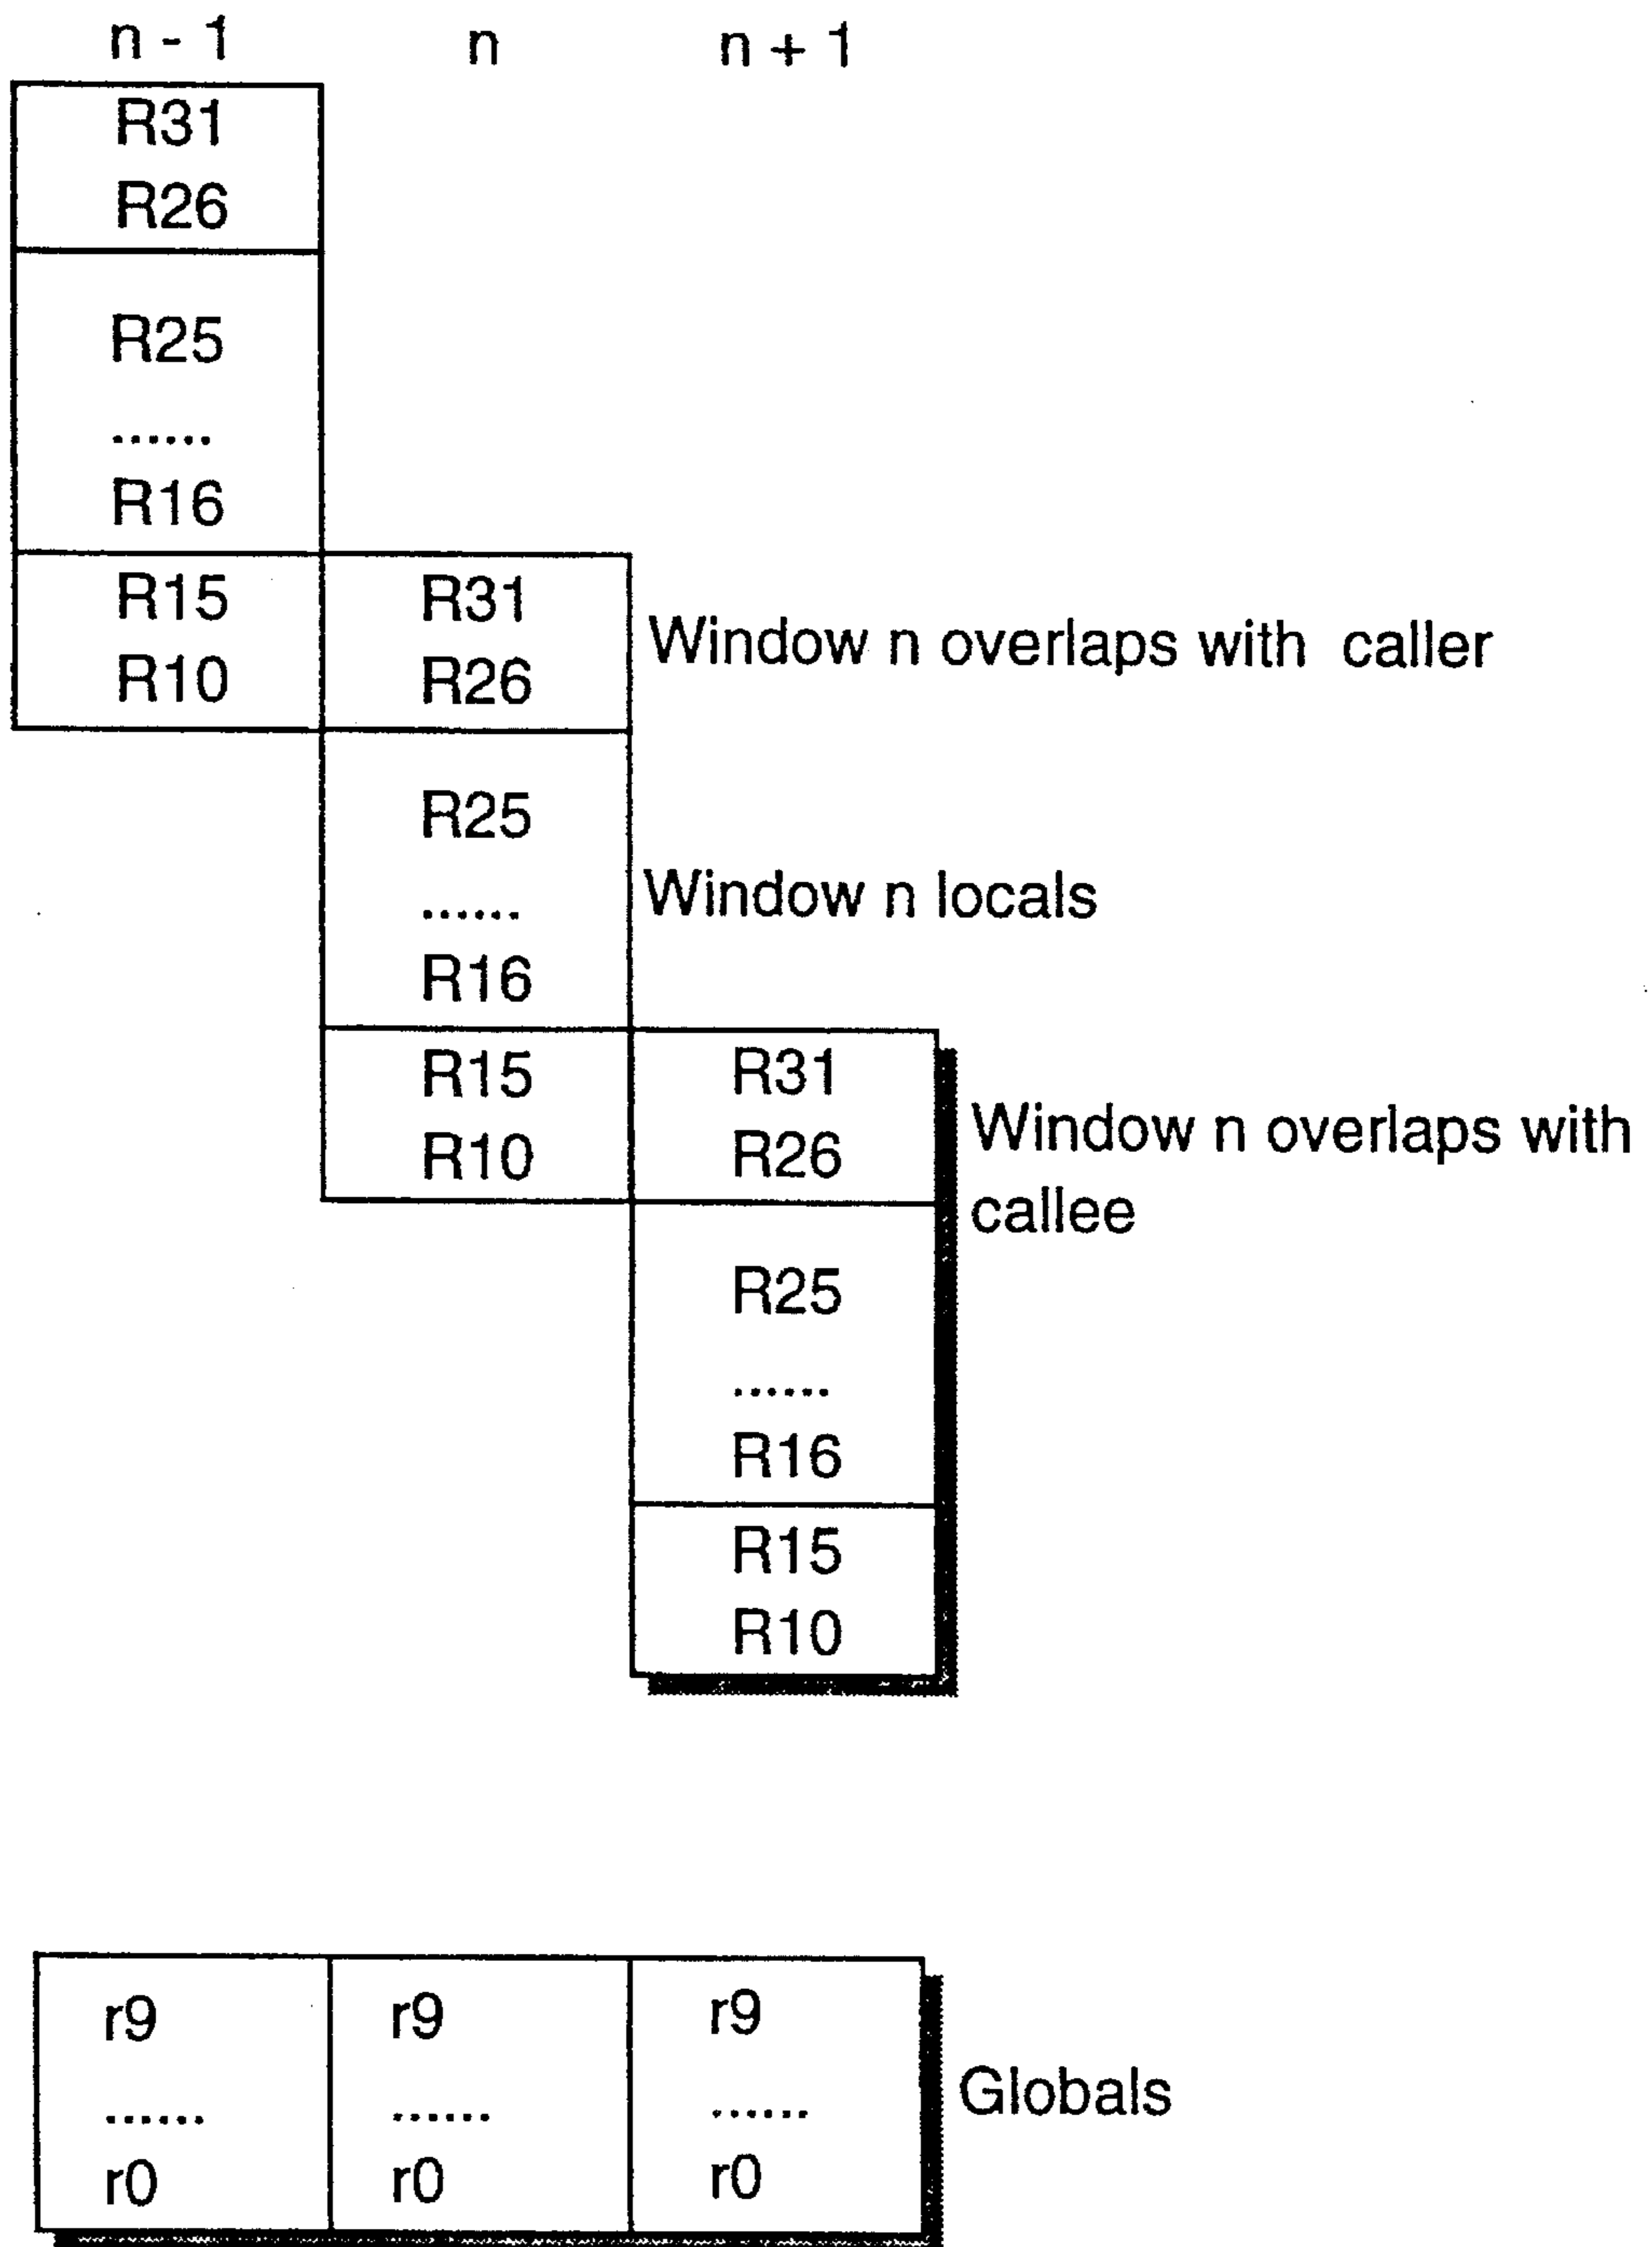 n - 1 n n + 1
R31
R26
R25
......
R16
R15 R31 Window n overlaps with caller
R10 R26
R25
......
R16
Window n locals
R15 R31 Window n overlaps with
R10 R26 callee
R25
......
R16
R15
R10
r9 r9 r9
...... ...... ......
r0 r0 r0
Globals